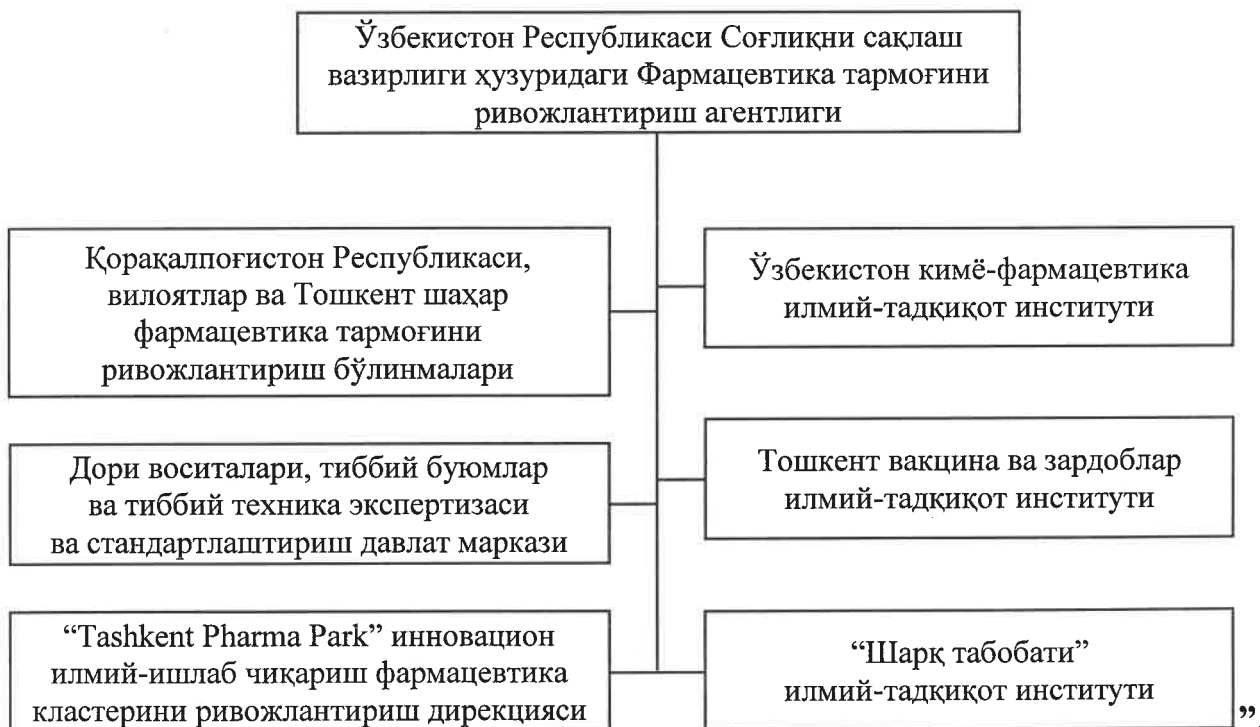 Ўзбекистон Республикаси Соғлиқни сақлаш
вазирлиги ҳузуридаги Фармацевтика тармоғини
ривожлантириш агентлиги
Қорақалпоғистон Республикаси,
вилоятлар ва Тошкент шаҳар
фармацевтика тармоғини
ривожлантириш бўлинмалари
Ўзбекистон кимё-фармацевтика
илмий-тадқиқот институти
Дори воситалари, тиббий буюмлар
ва тиббий техника экспертизаси
ва стандартлаштириш давлат маркази
Тошкент вакцина ва зардоблар
илмий-тадқиқот институти
“Tashkent Pharma Park” инновацион
илмий-ишлаб чиқариш фармацевтика
кластерини ривожлантириш дирекцияси
“Шарқ табобати”
илмий-тадқиқот институти
”